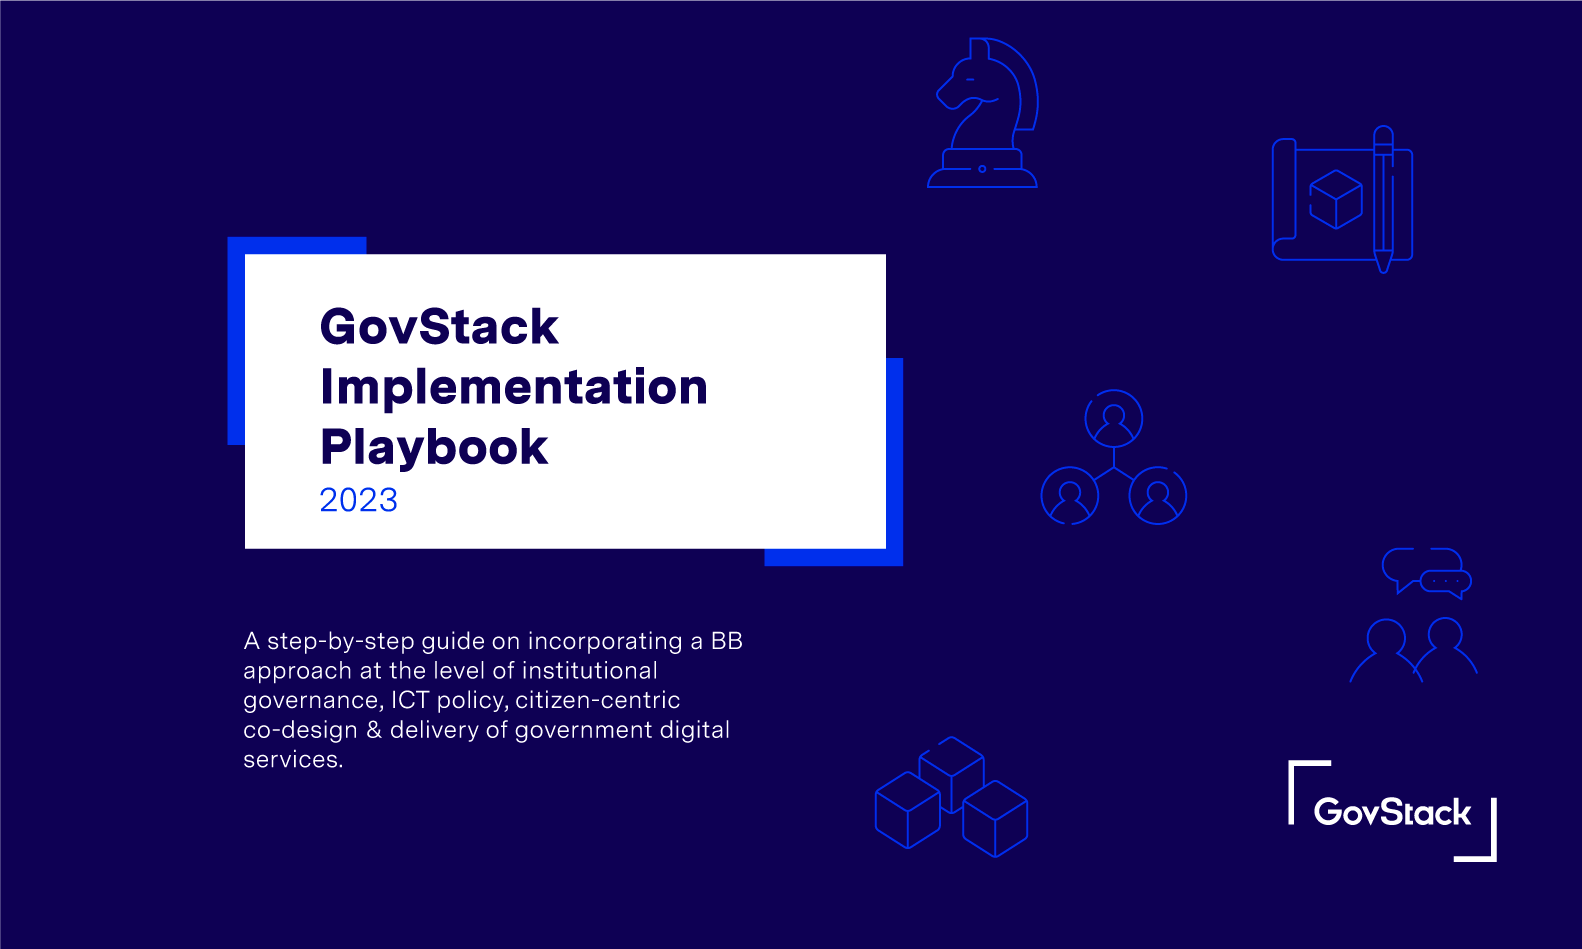 GovStack
Implementation
Playbook
2023
A step-by-step guide on incorporating a BB
approach at the level of institutional
governance, ICT policy, citizen-centric
co-design & delivery of government digital
services.
GovStack